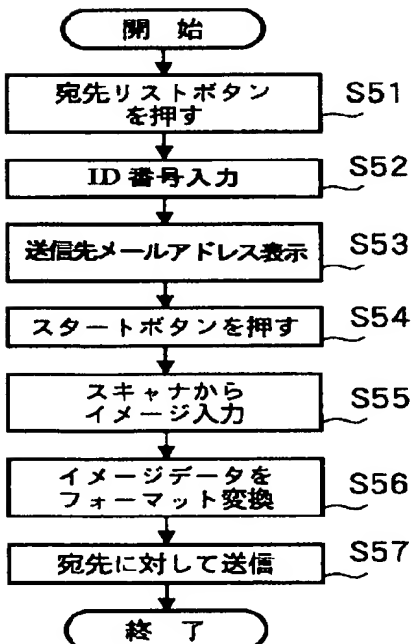 開 始
宛先リストボタン
を押す
S51
ID 番号入力
S52
送信先メールアドレス表示
S53
スタートボタンを押す
S54
スキャナから
イメージ入力
S55
イメージデータを
フォーマット変換
S56
宛先に対して送信
S57
終 了